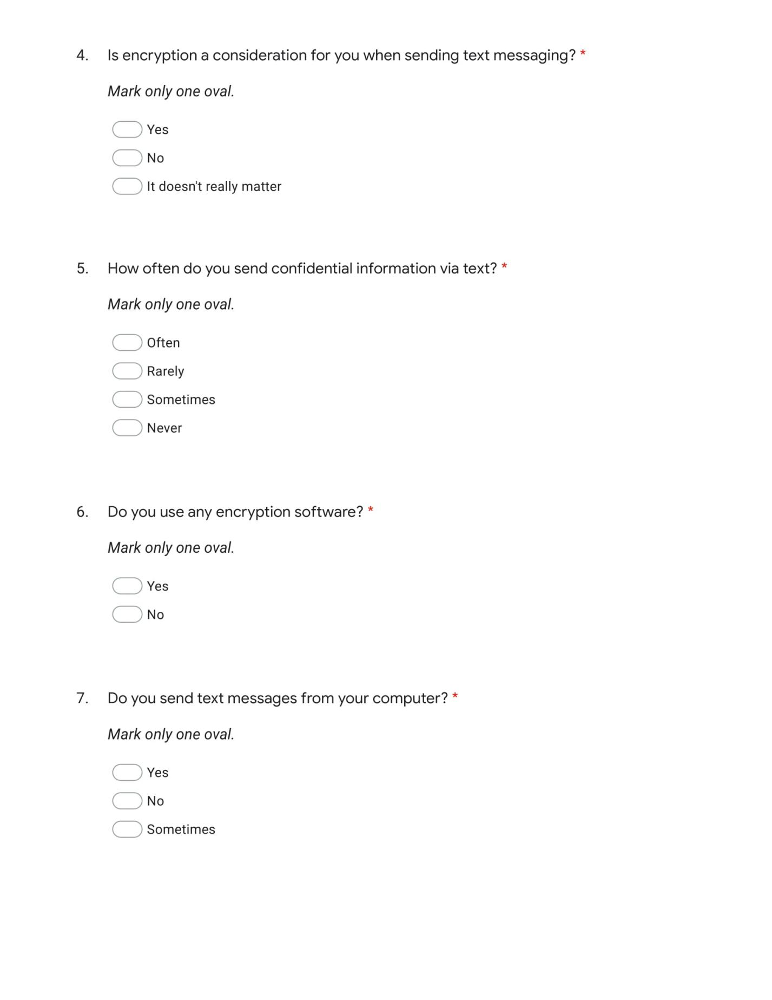 4. Is encryption a consideration for you when sending text messaging? *
Mark only one oval.
Yes
No
It doesn't really matter
5. How often do you send confidential information via text? *
Mark only one oval.
Often
Rarely
Sometimes
Never
6. Do you use any encryption software? *
Mark only one oval.
Yes
No
7. Do you send text messages from your computer? *
Mark only one oval.
Yes
No
Sometimes